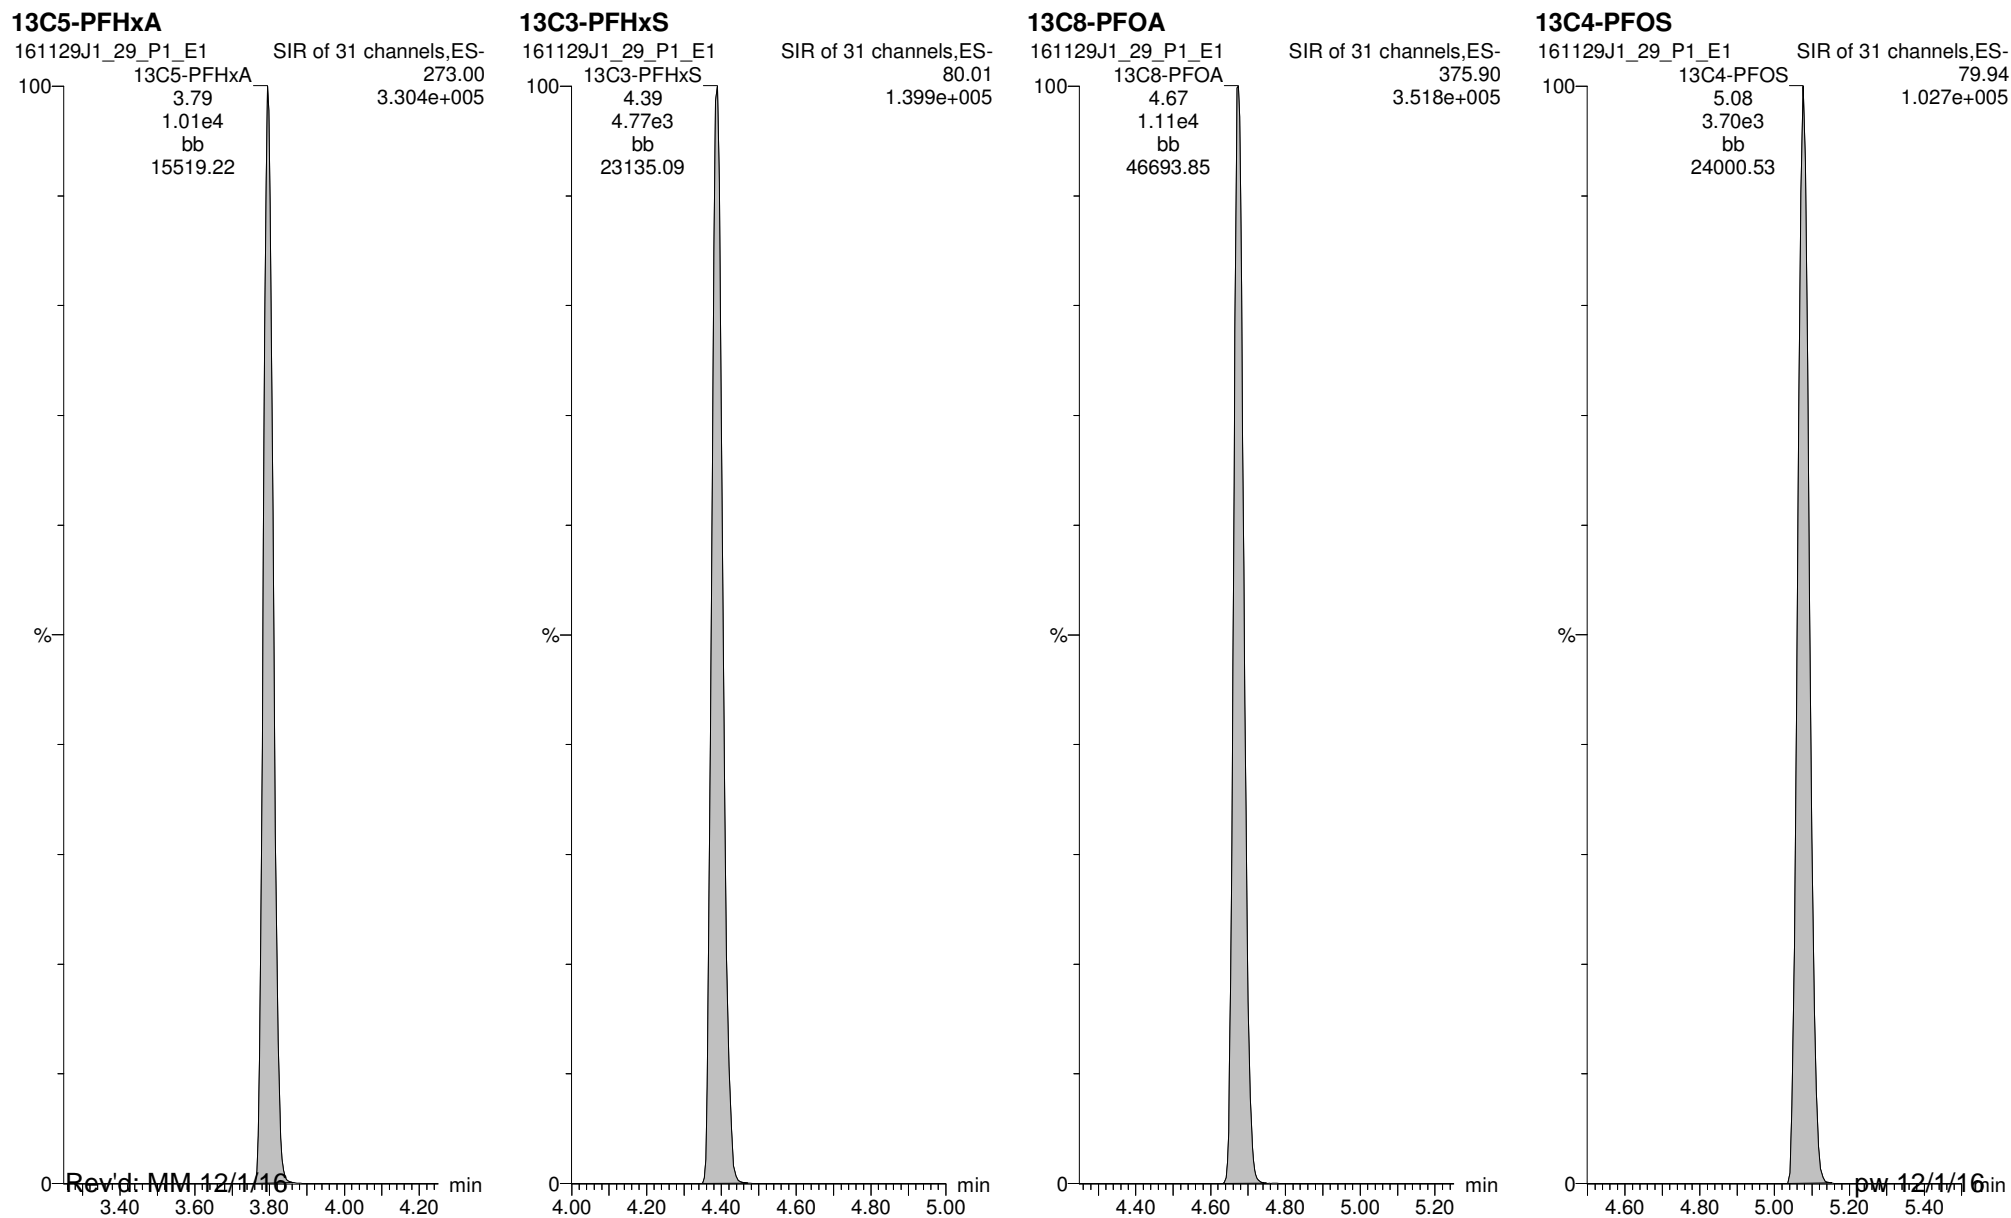 13C5-PFHxA
161129J1_29_P1_E1 SIR of 31 channels,ES-
13C5-PFHxA 273.00
3.79 3.304e+005
1.01e4
bb
15519.22
100
%
0
Rev'd: MM 12/1/16
min
3.40 3.60 3.80 4.00 4.20
13C3-PFHxS
161129J1_29_P1_E1 SIR of 31 channels,ES-
13C3-PFHxS 80.01
4.39 1.399e+005
4.77e3
bb
23135.09
100
%
0
min
4.00 4.20 4.40 4.60 4.80 5.00
13C8-PFOA
161129J1_29_P1_E1 SIR of 31 channels,ES-
13C8-PFOA 375.90
4.67 3.518e+005
1.11e4
bb
46693.85
100
%
0
min
4.40 4.60 4.80 5.00 5.20
13C4-PFOS
161129J1_29_P1_E1 SIR of 31 channels,ES-
13C4-PFOS 79.94
5.08 1.027e+005
3.70e3
bb
24000.53
100
%
0
pw 12/1/16
min
4.60 4.80 5.00 5.20 5.40